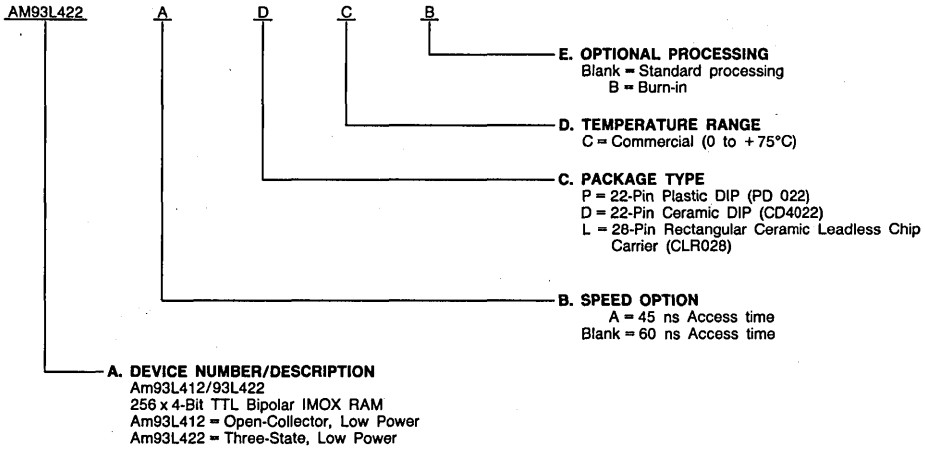 AM93L422 A D C B
E. OPTIONAL PROCESSING
Blank = Standard processing
B = Burn-in
D. TEMPERATURE RANGE
C = Commercial (0 to +75°C)
C. PACKAGE TYPE
P = 22-Pin Plastic DIP (PD 022)
D = 22-Pin Ceramic DIP (CD4022)
L = 28-Pin Rectangular Ceramic Leadless Chip
Carrier (CLR028)
B. SPEED OPTION
A = 45 ns Access time
Blank = 60 ns Access time
A. DEVICE NUMBER/DESCRIPTION
Am93L412/93L422
256 x 4-Bit TTL Bipolar IMOX RAM
Am93L412 = Open-Collector, Low Power
Am93L422 = Three-State, Low Power